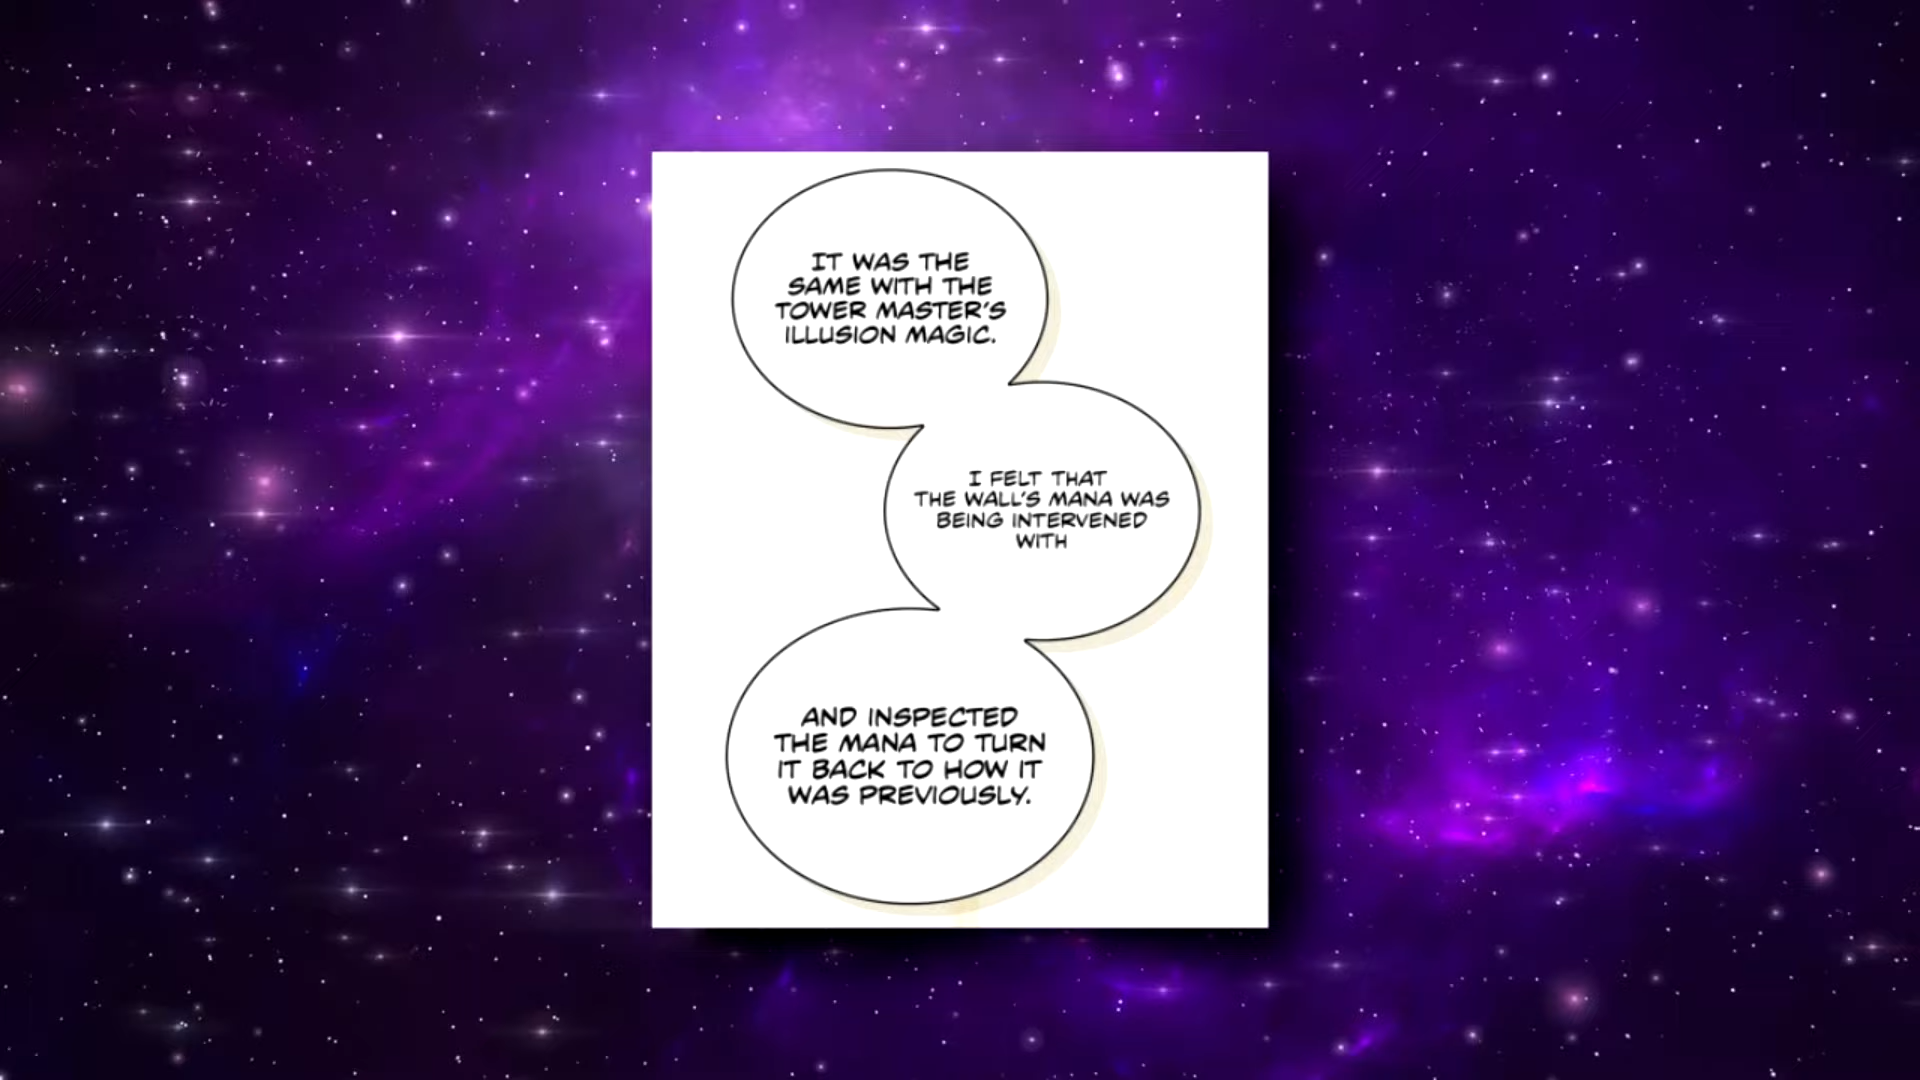 IT WAS THE
SAME WITH THE
TOWER MASTER'S
ILLUSION MAGIC.
I FELT THAT
THE WALL'S MANA WAS
BEING INTERVENED
WITH
AND INSPECTED
THE MANA TO TURN
IT BACK TO HOW IT
WAS PREVIOUSLY.